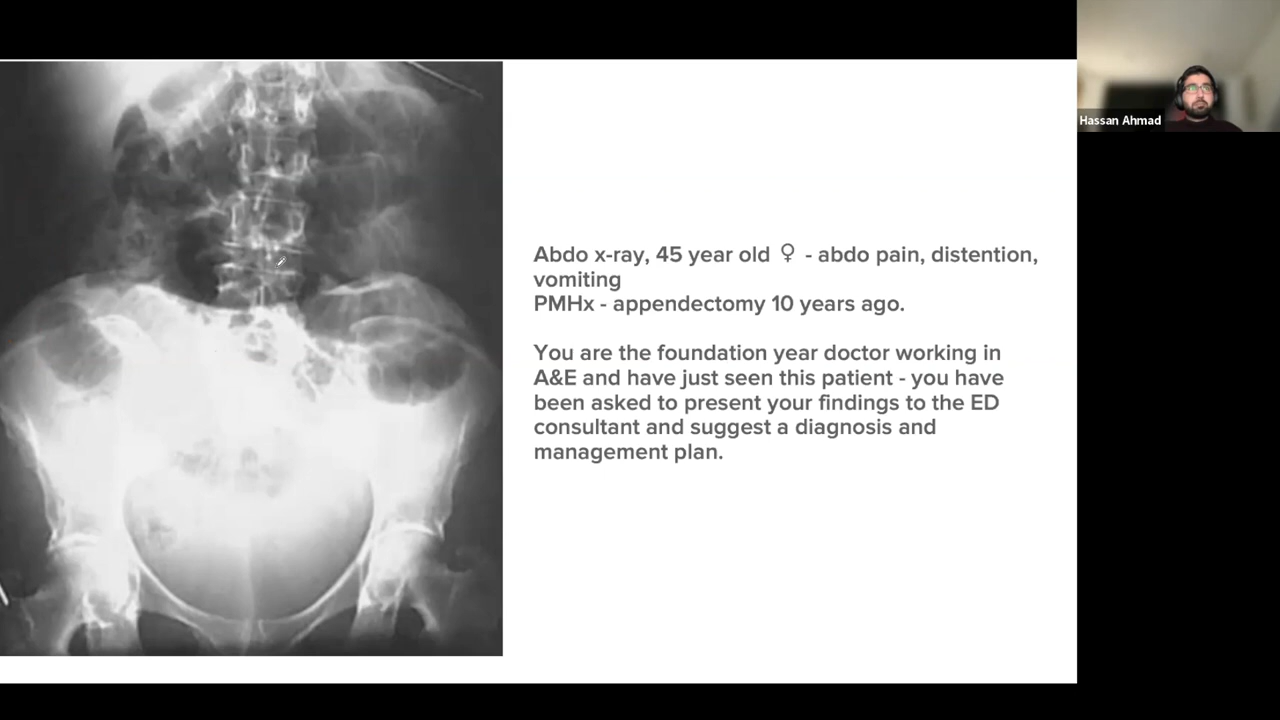 Hassan Ahmad
Abdo x-ray, 45 year old ♀ - abdo pain, distention,
vomiting
PMHx - appendectomy 10 years ago.
You are the foundation year doctor working in
A&E and have just seen this patient - you have
been asked to present your findings to the ED
consultant and suggest a diagnosis and
management plan.